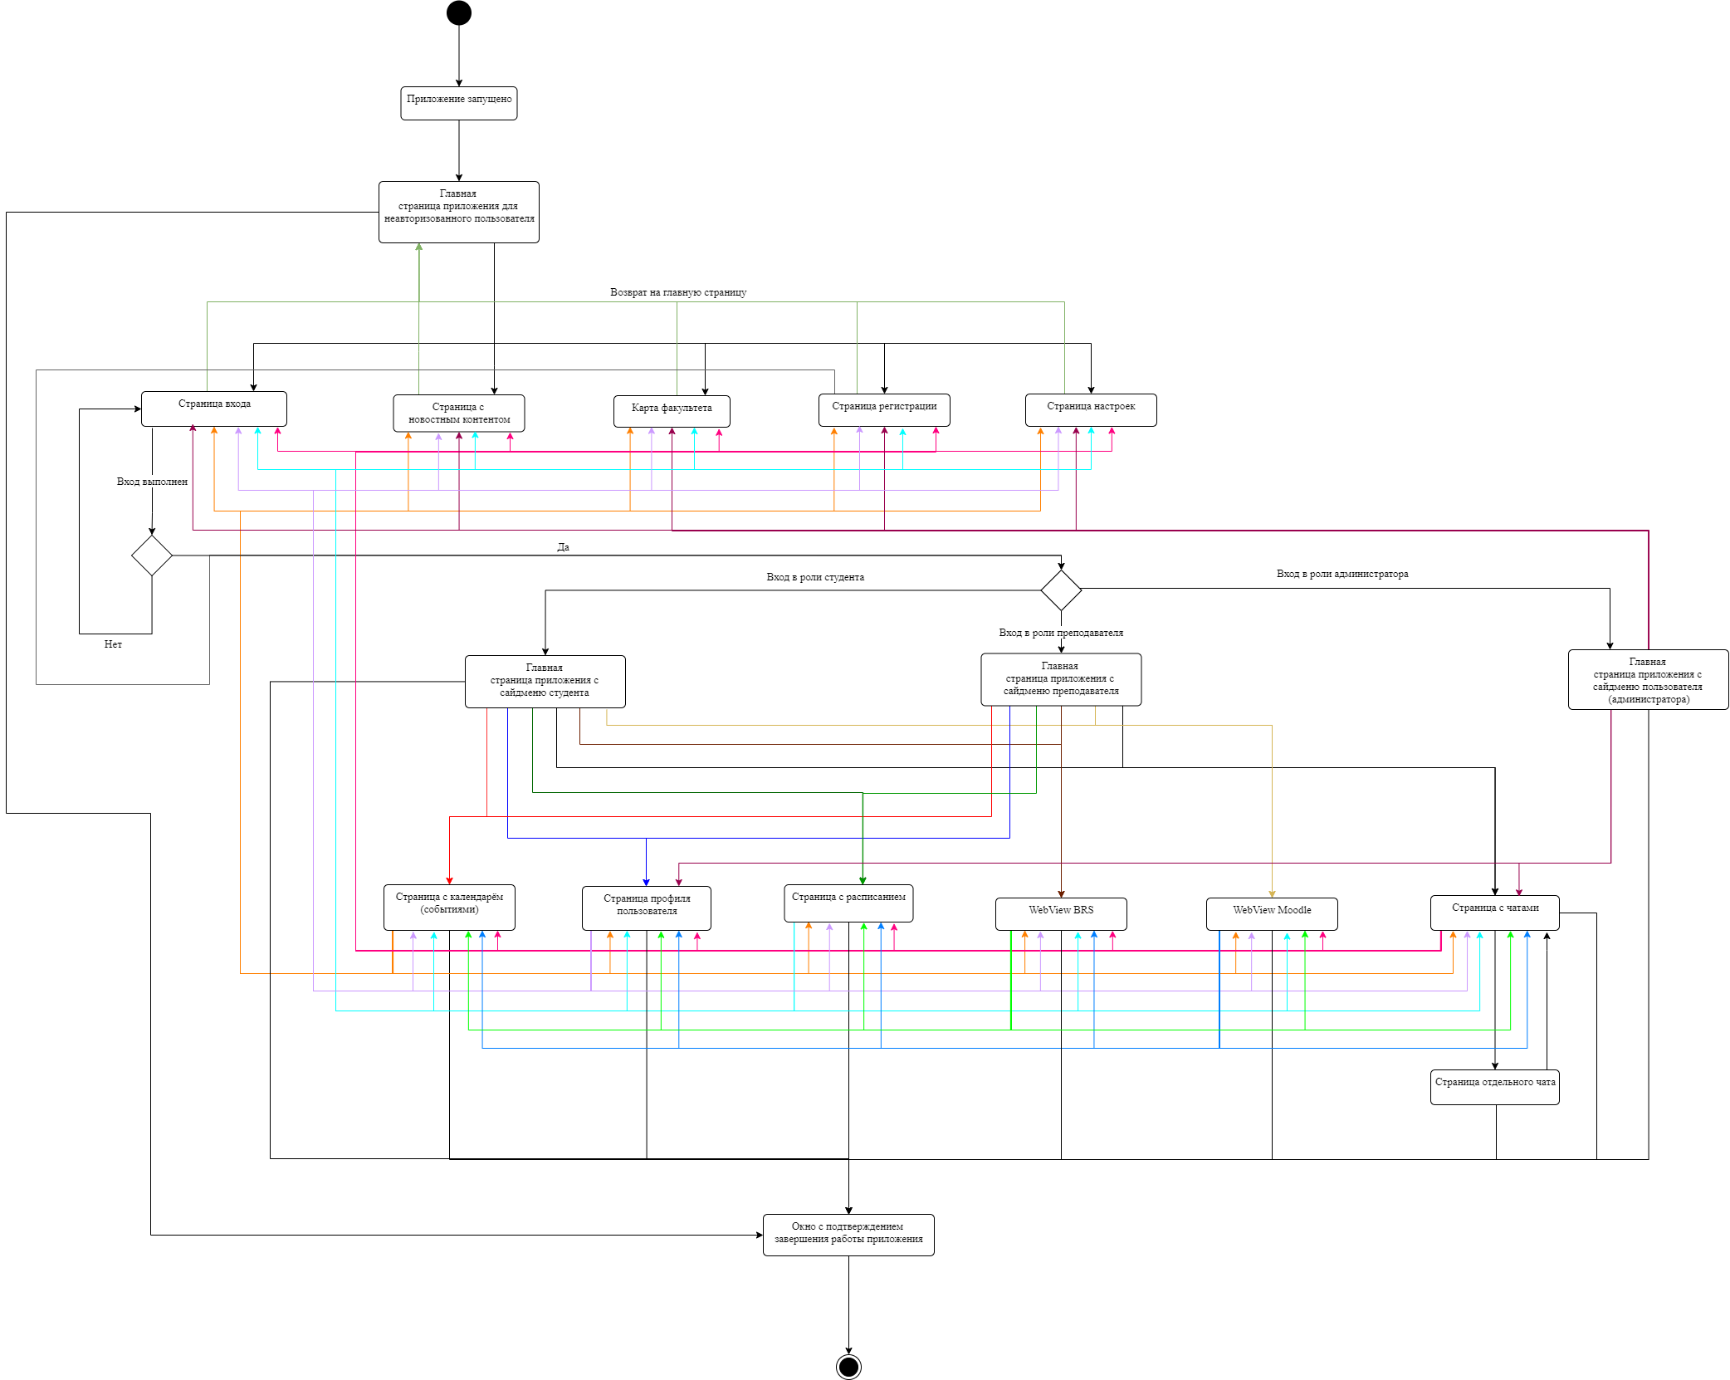 Приложение запущено
Главная
страница приложения для
неавторизованного пользователя
Возврат на главную страницу
Страница входа
Страница с
новостным контентом
Карта факультета
Страница регистрации
Страница настроек
Вход выполнен
Да
Вход в роли студента
Вход в роли администратора
Вход в роли преподавателя
Нет
Главная
страница приложения с
сайдменю студента
Главная
страница приложения с
сайдменю преподавателя
Главная
страница приложения с
сайдменю пользователя
(администратора)
Страница с календарём
(событиями)
Страница профиля
пользователя
Страница с расписанием
WebView BRS
WebView Moodle
Страница с чатами
Страница отдельного чата
Окно с подтверждением
завершения работы приложения